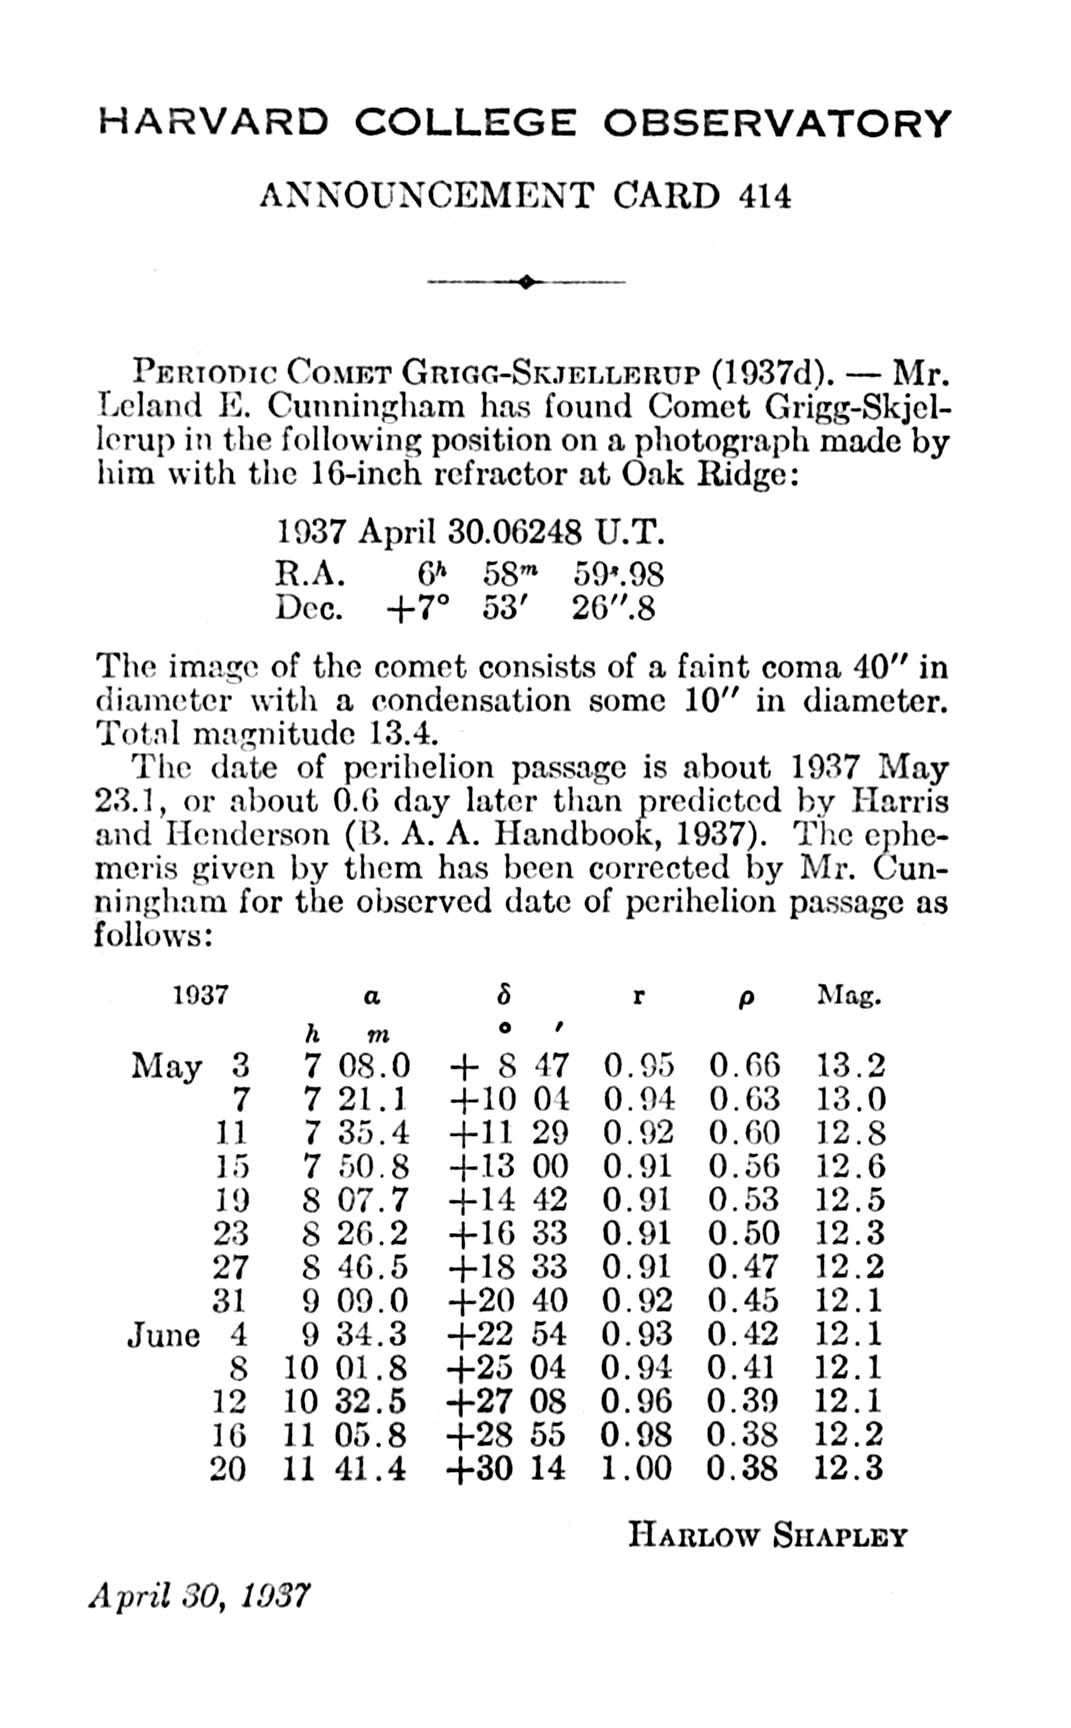 HARVARD COLLEGE OBSERVATORY
ANNOUNCEMENT CARD 414
PERIODIC COMET GRIGG-SKJELLERUP (1937d). — Mr.
Leland E. Cunningham has found Comet Grigg-Skjel-
lerup in the following position on a photograph made by
him with the 16-inch refractor at Oak Ridge:
1937 April 30.06248 U.T.
R.A. 6ʰ 58ᵐ 59ˢ.98
Dec. +7° 53′ 26″.8
The image of the comet consists of a faint coma 40″ in
diameter with a condensation some 10″ in diameter.
Total magnitude 13.4.
The date of perihelion passage is about 1937 May
23.1, or about 0.6 day later than predicted by Harris
and Henderson (B. A. A. Handbook, 1937). The ephe-
meris given by them has been corrected by Mr. Cun-
ningham for the observed date of perihelion passage as
follows:
1937 α δ r ρ Mag.
h m ° ′
May 3 7 08.0 + 8 47 0.95 0.66 13.2
7 7 21.1 +10 04 0.94 0.63 13.0
11 7 35.4 +11 29 0.92 0.60 12.8
15 7 50.8 +13 00 0.91 0.56 12.6
19 8 07.7 +14 42 0.91 0.53 12.5
23 8 26.2 +16 33 0.91 0.50 12.3
27 8 46.5 +18 33 0.91 0.47 12.2
31 9 09.0 +20 40 0.92 0.45 12.1
June 4 9 34.3 +22 54 0.93 0.42 12.1
8 10 01.8 +25 04 0.94 0.41 12.1
12 10 32.5 +27 08 0.96 0.39 12.1
16 11 05.8 +28 55 0.98 0.38 12.2
20 11 41.4 +30 14 1.00 0.38 12.3
HARLOW SHAPLEY
April 30, 1937